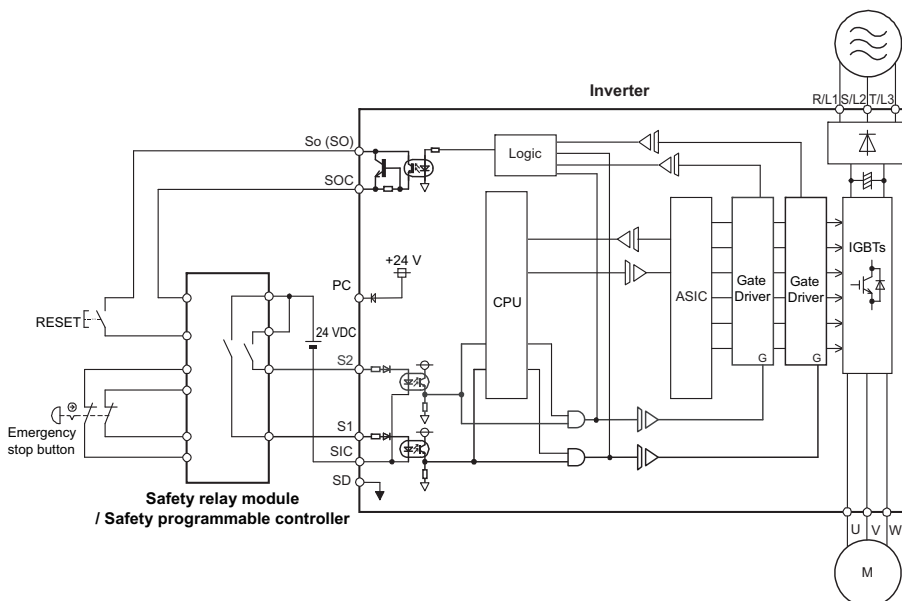 Inverter
R/L1 S/L2 T/L3
So (SO)
SOC
Logic
+24 V
PC
CPU
ASIC
Gate
Driver
Gate
Driver
IGBTs
G
G
RESET
24 VDC
S2
S1
SIC
SD
Emergency
stop button
Safety relay module
/ Safety programmable controller
U V W
M